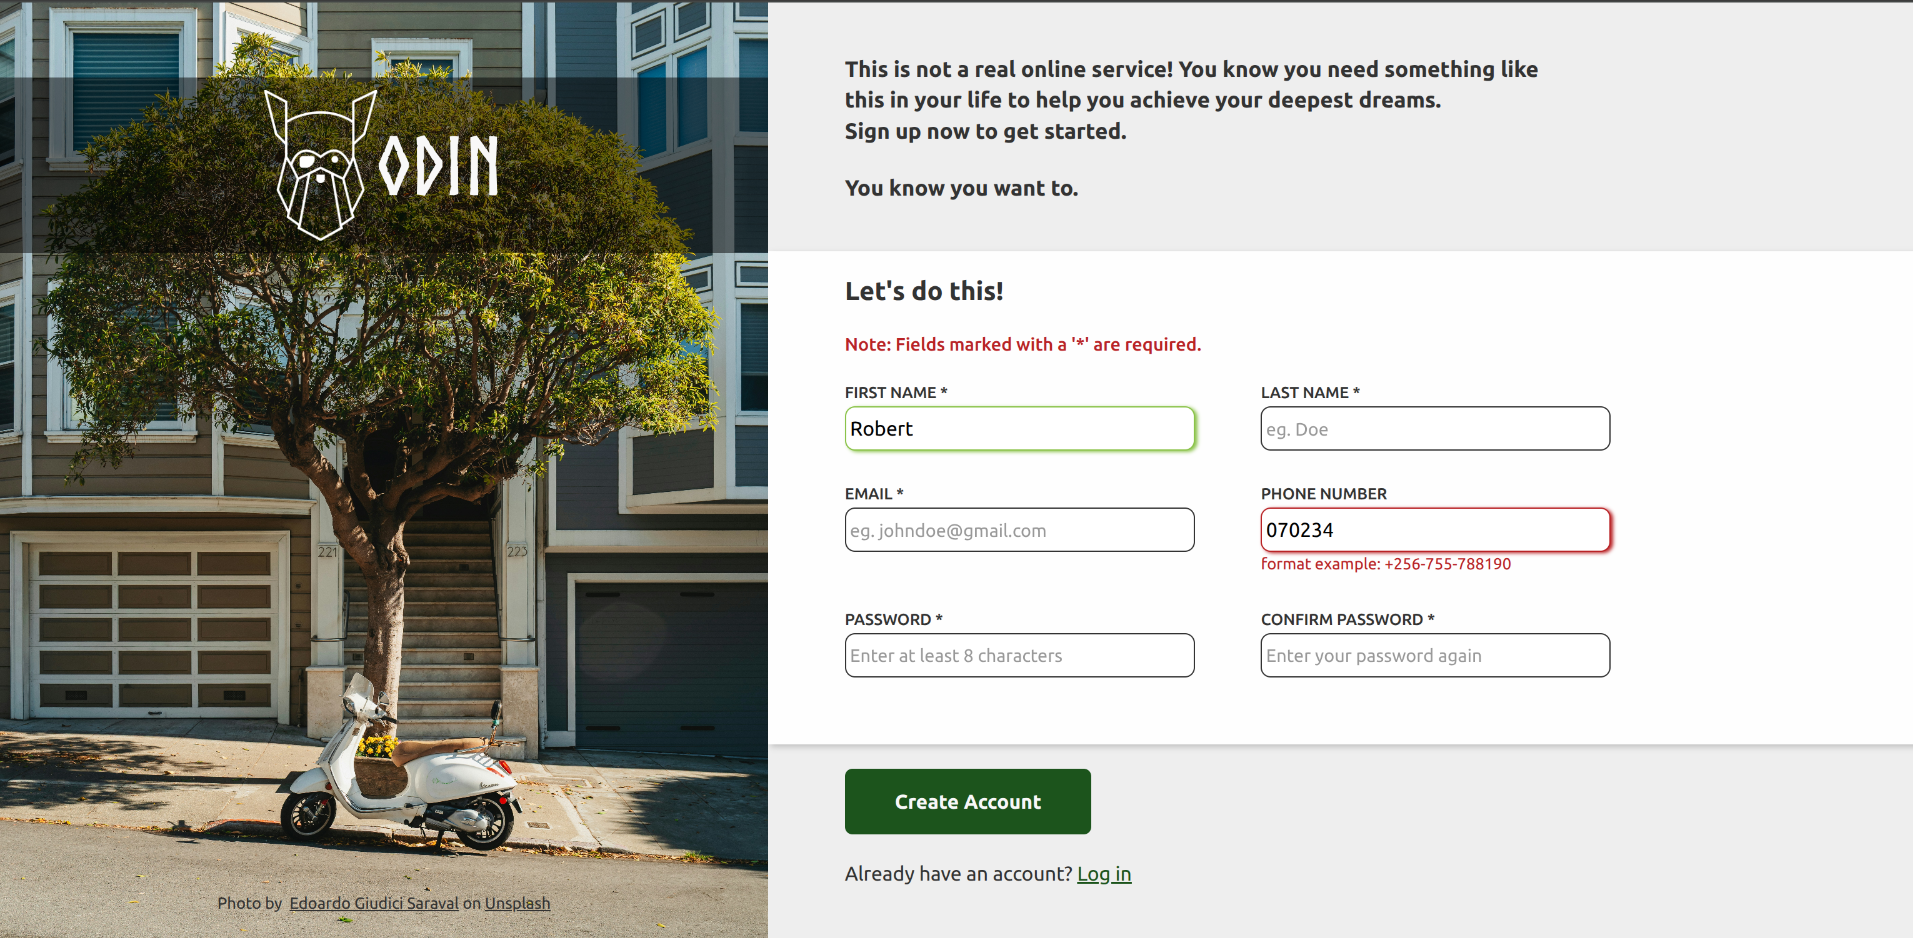 ODIN
221
223
Photo by Edoardo Giudici Saraval on Unsplash
This is not a real online service! You know you need something like
this in your life to help you achieve your deepest dreams.
Sign up now to get started.
You know you want to.
Let's do this!
Note: Fields marked with a '*' are required.
FIRST NAME *
Robert
LAST NAME *
eg. Doe
EMAIL *
eg. johndoe@gmail.com
PHONE NUMBER
070234
format example: +256-755-788190
PASSWORD *
Enter at least 8 characters
CONFIRM PASSWORD *
Enter your password again
Create Account
Already have an account? Log in